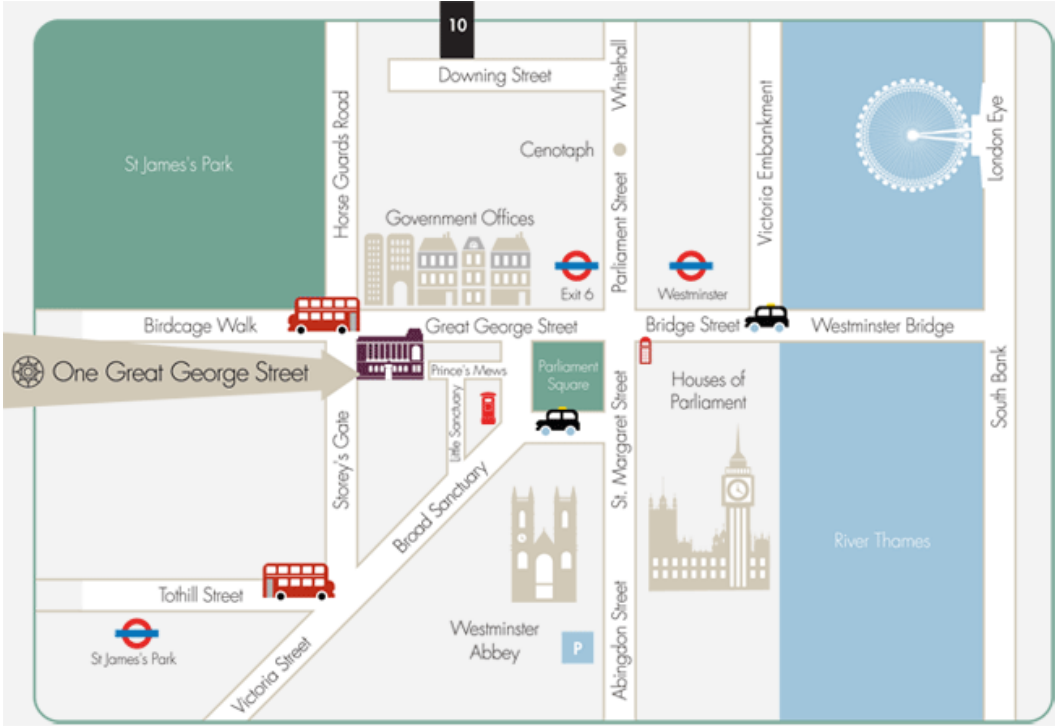 10
Downing Street
Whitehall
Horse Guards Road
St James's Park
Cenotaph
Parliament Street
Victoria Embankment
London Eye
Government Offices
Exit 6
Westminster
Birdcage Walk
Great George Street
Bridge Street
Westminster Bridge
One Great George Street
Prince's Mews
Parliament
Square
Houses of
Parliament
South Bank
Little Sanctuary
Storey's Gate
Broad Sanctuary
St. Margaret Street
River Thames
Tothill Street
St James's Park
Victoria Street
Westminster
Abbey
P
Abingdon Street